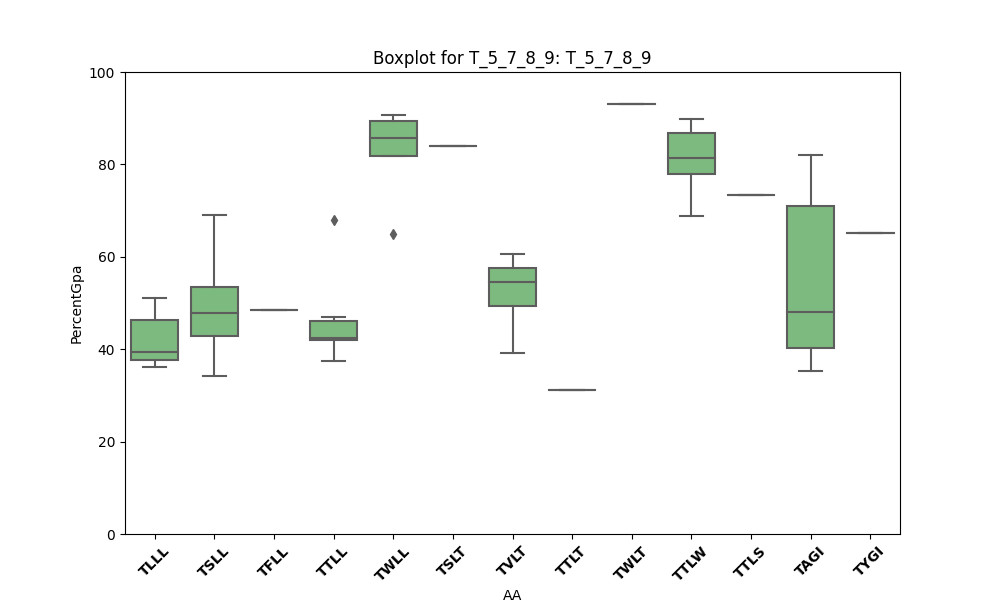 Boxplot for T_5_7_8_9: T_5_7_8_9
100
80
60
40
20
0
PercentGpa
TLLL TSLL TFLL TTLL TWLL TSLT TVLT TTLT TWLT TTLW TTLS TAGI TYGI
AA